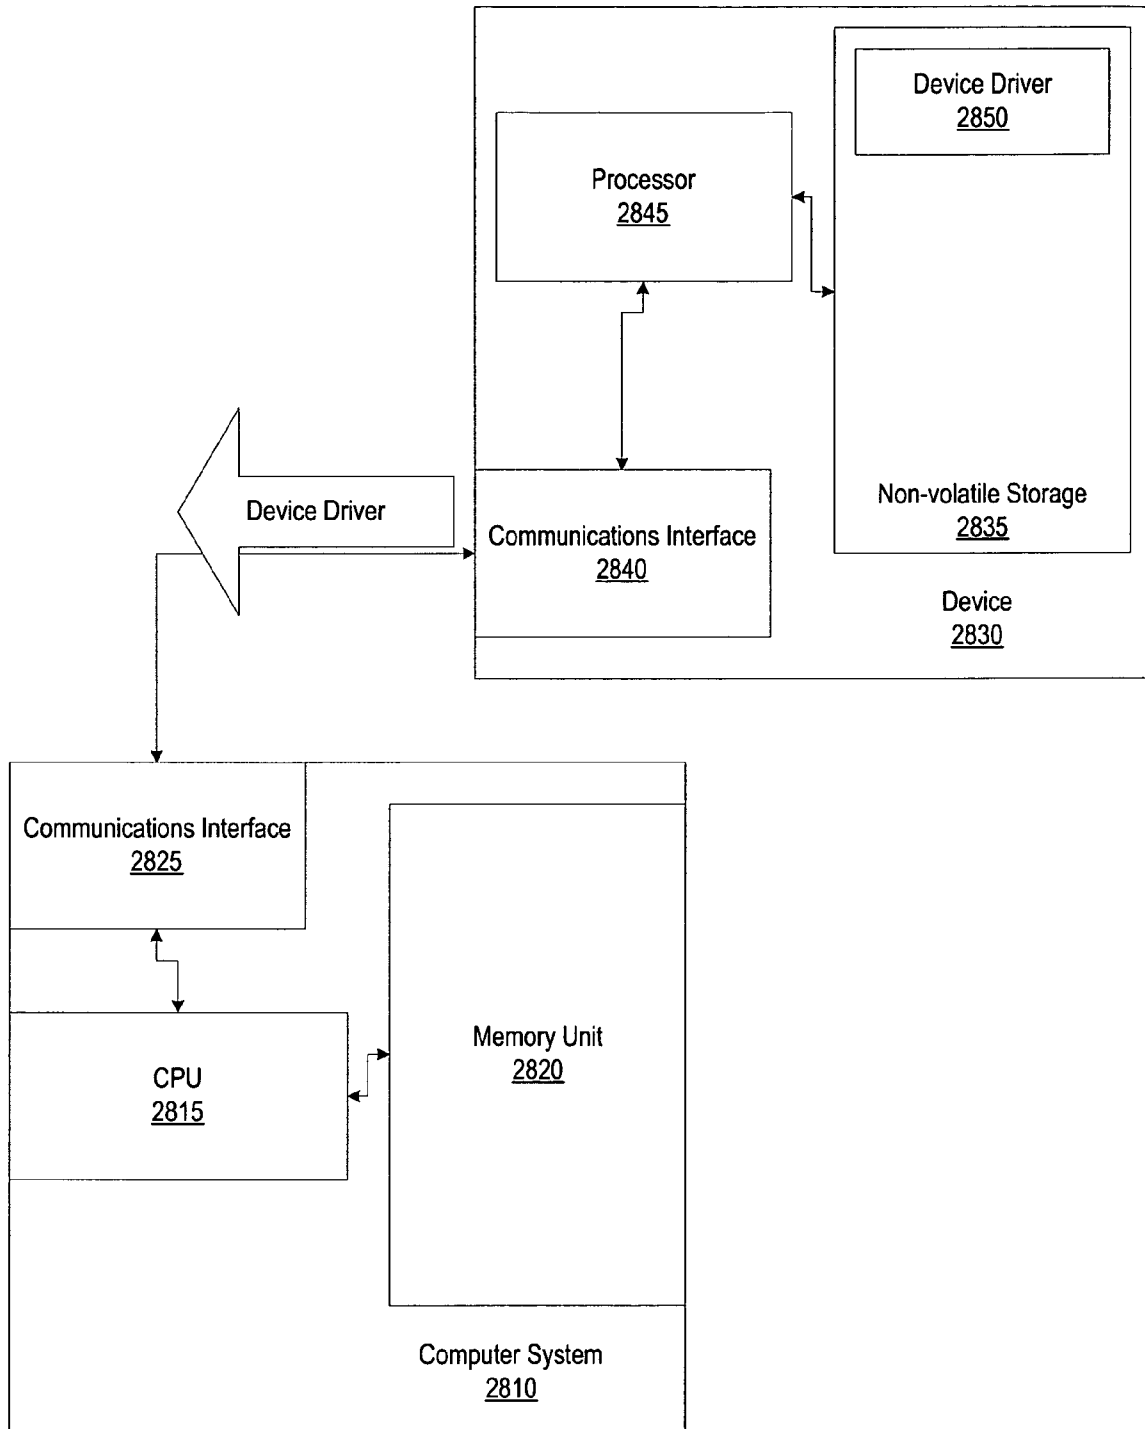 Device Driver
2850
Processor
2845
Non-volatile Storage
2835
Device Driver
Communications Interface
2840
Device
2830
Communications Interface
2825
Memory Unit
2820
CPU
2815
Computer System
2810